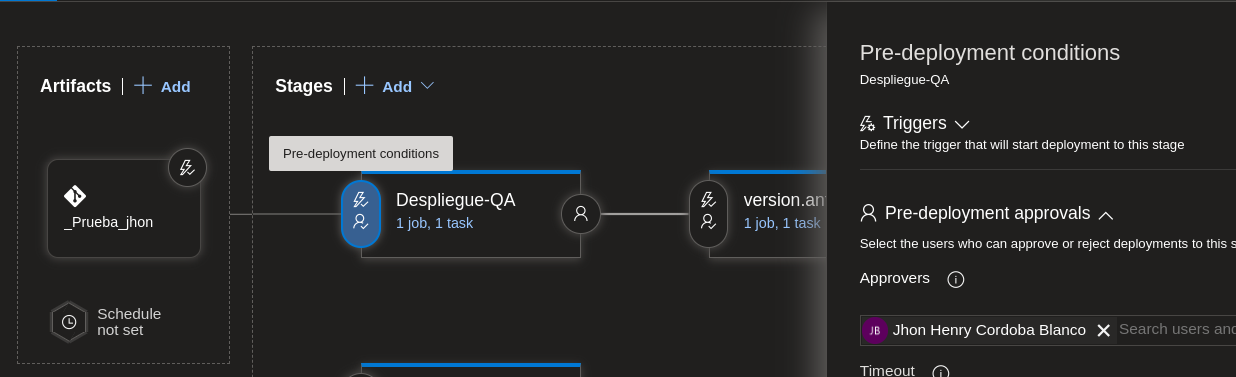 Artifacts | + Add
Stages | + Add
Pre-deployment conditions
_Prueba_jhon
Despliegue-QA
1 job, 1 task
version.an
1 job, 1 task
Schedule
not set
Pre-deployment conditions
Despliegue-QA
Triggers
Define the trigger that will start deployment to this stage
Pre-deployment approvals
Select the users who can approve or reject deployments to this s
Approvers
JB Jhon Henry Cordoba Blanco Search users and
Timeout